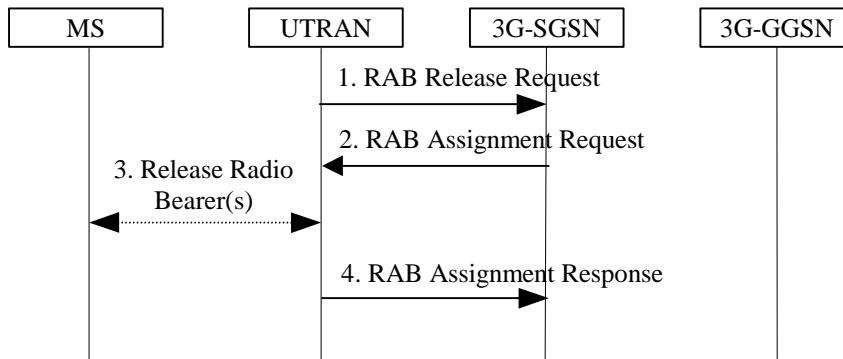 MS
UTRAN
3G-SGSN
3G-GGSN
1. RAB Release Request
2. RAB Assignment Request
3. Release Radio
Bearer(s)
4. RAB Assignment Response